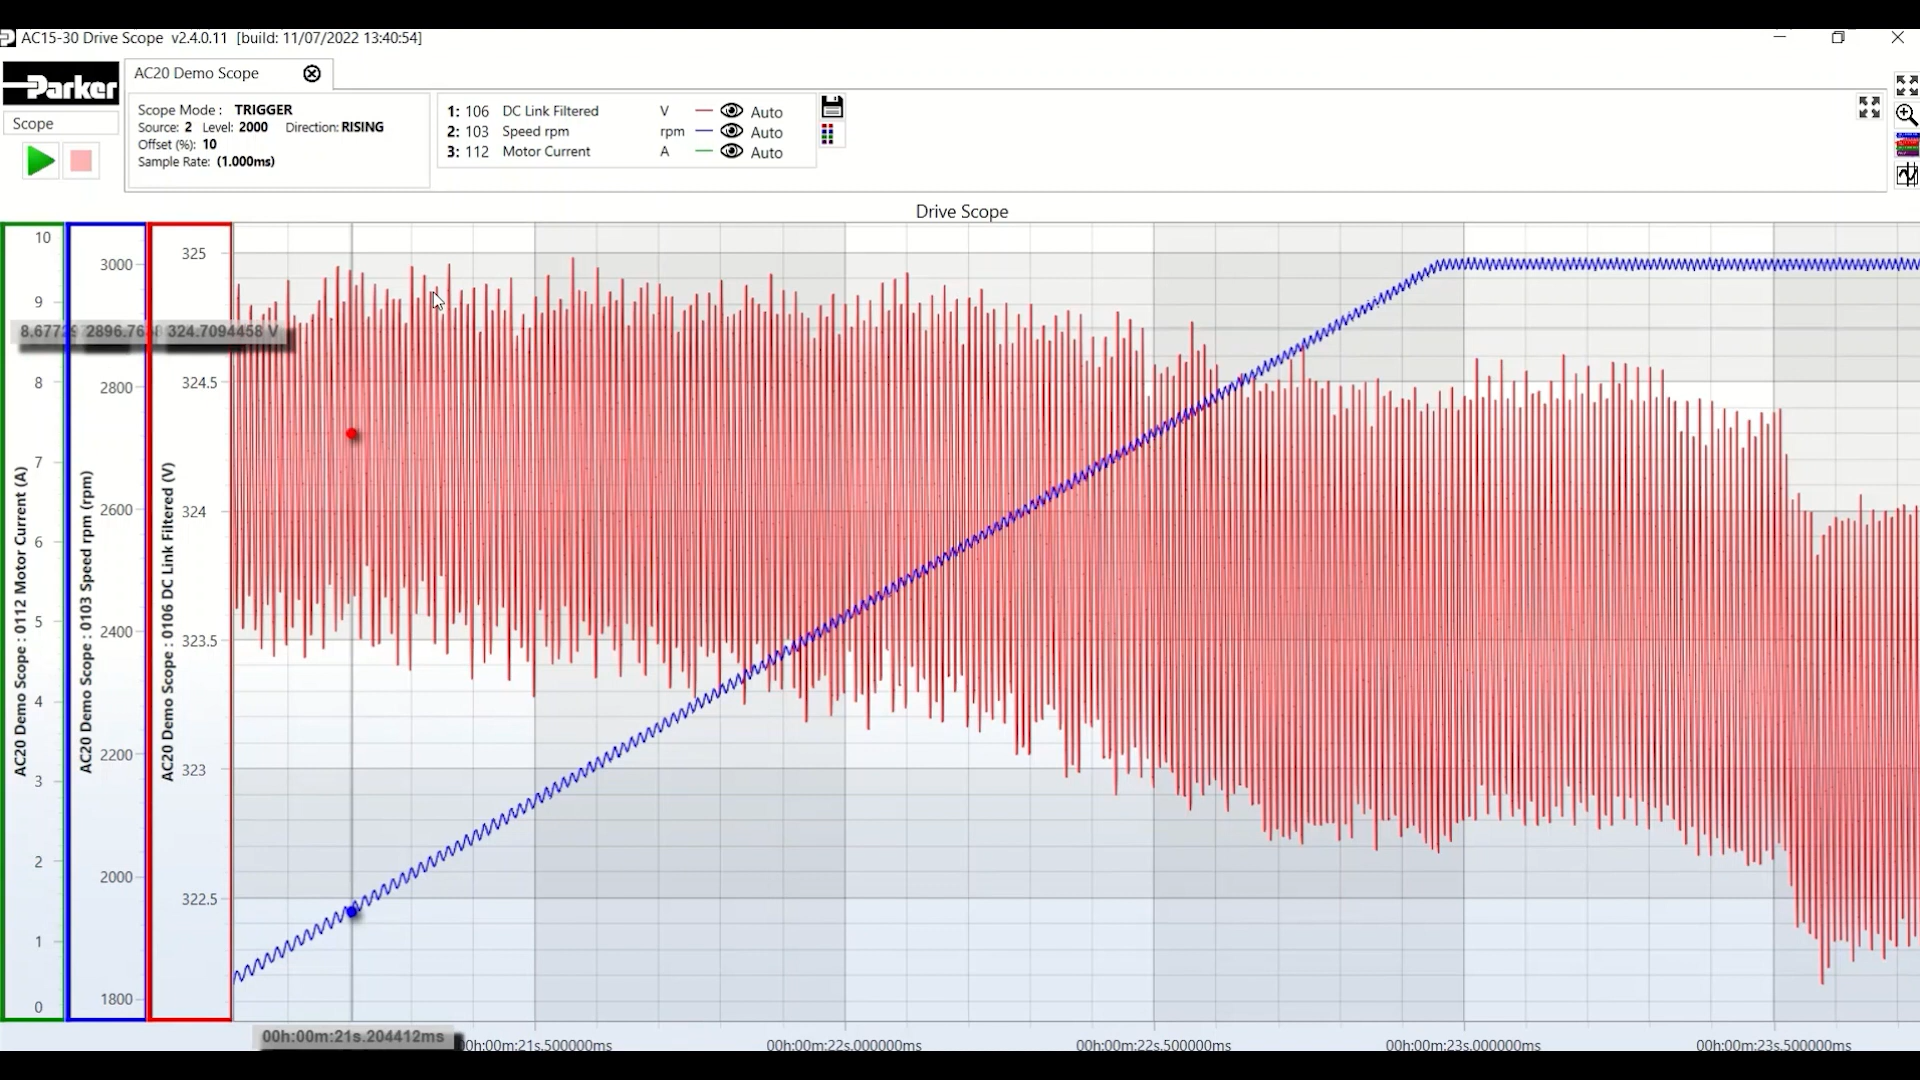 AC15-30 Drive Scope v2.4.0.11 [build: 11/07/2022 13:40:54]
Parker
Scope
AC20 Demo Scope
Scope Mode : TRIGGER
Source: 2 Level: 2000 Direction: RISING
Offset (%): 10
Sample Rate: (1.000ms)
1: 106 DC Link Filtered V Auto
2: 103 Speed rpm rpm Auto
3: 112 Motor Current A Auto
Drive Scope
AC20 Demo Scope : 0112 Motor Current (A)
10
9
8
7
6
5
4
3
2
1
0
AC20 Demo Scope : 0103 Speed rpm (rpm)
3000
2800
2600
2400
2200
2000
1800
AC20 Demo Scope : 0106 DC Link Filtered (V)
325
324.5
324
323.5
323
322.5
324.7094458 V
00h:00m:21s.204412ms
00h:00m:21s.500000ms
00h:00m:22s.000000ms
00h:00m:22s.500000ms
00h:00m:23s.000000ms
00h:00m:23s.500000ms